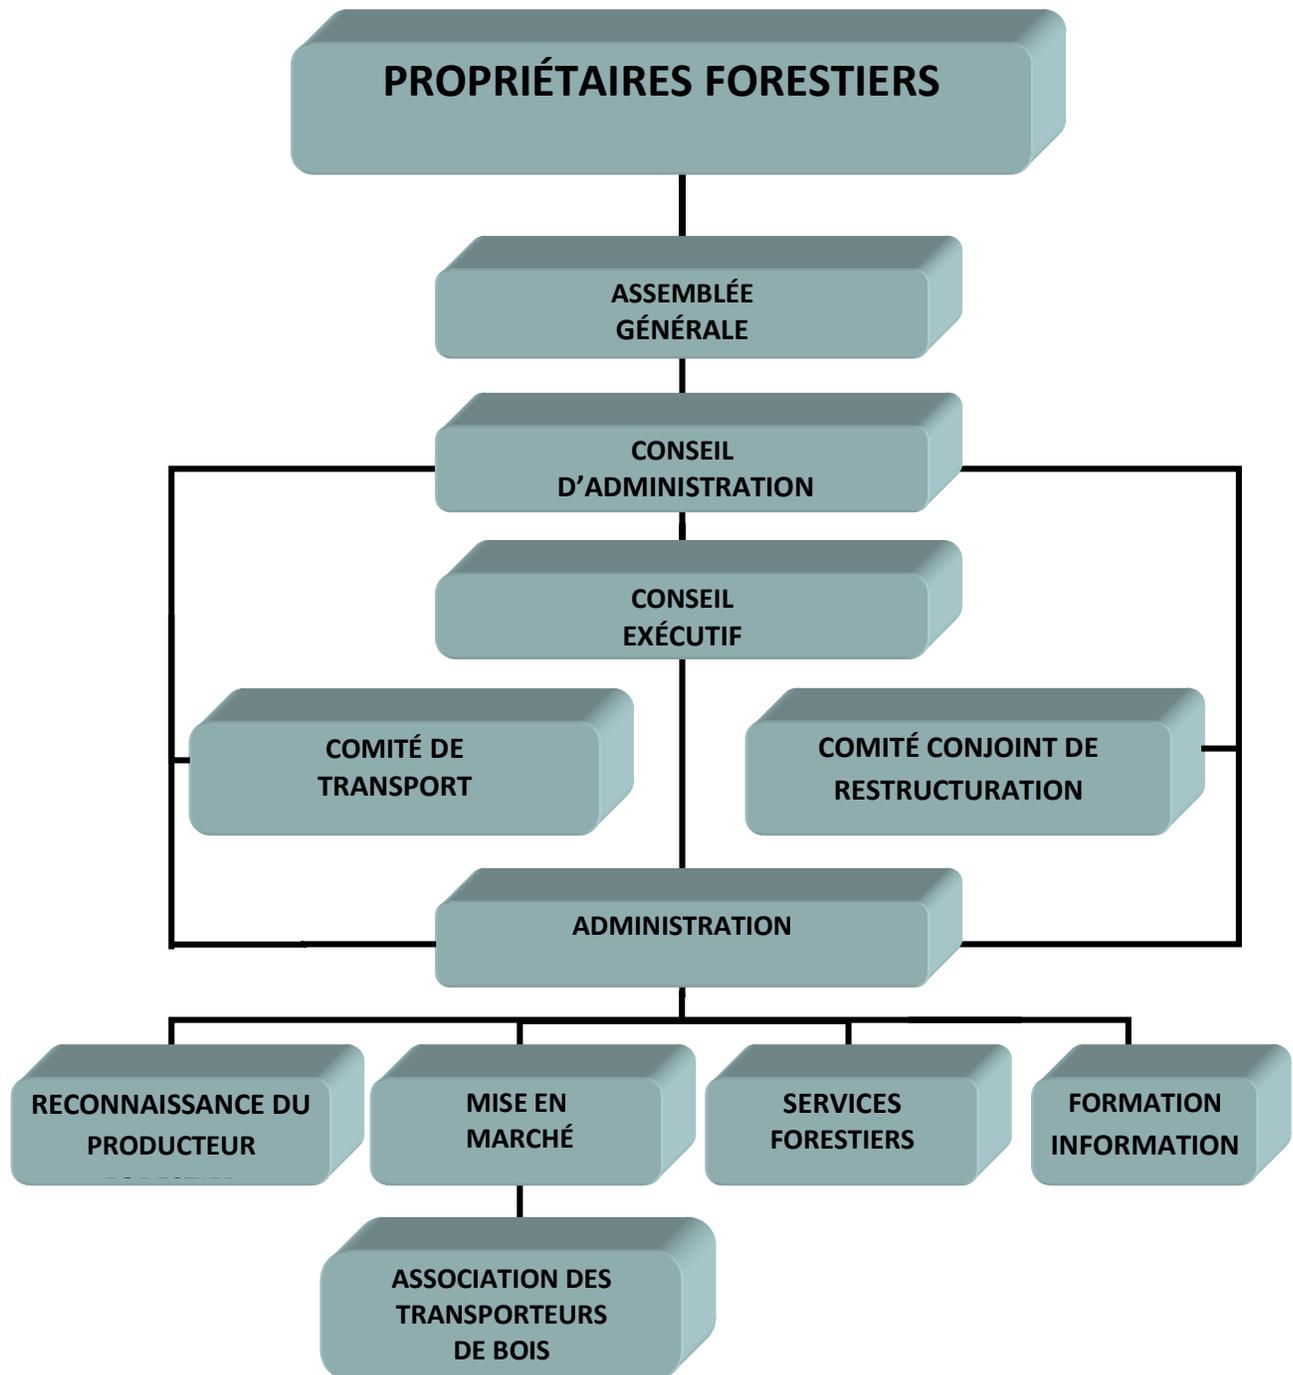 PROPRIÉTAIRES FORESTIERS
ASSEMBLÉE
GÉNÉRALE
CONSEIL
D’ADMINISTRATION
CONSEIL
EXÉCUTIF
COMITÉ DE
TRANSPORT
COMITÉ CONJOINT DE
RESTRUCTURATION
ADMINISTRATION
RECONNAISSANCE DU
PRODUCTEUR
MISE EN
MARCHÉ
SERVICES
FORESTIERS
FORMATION
INFORMATION
ASSOCIATION DES
TRANSPORTEURS
DE BOIS